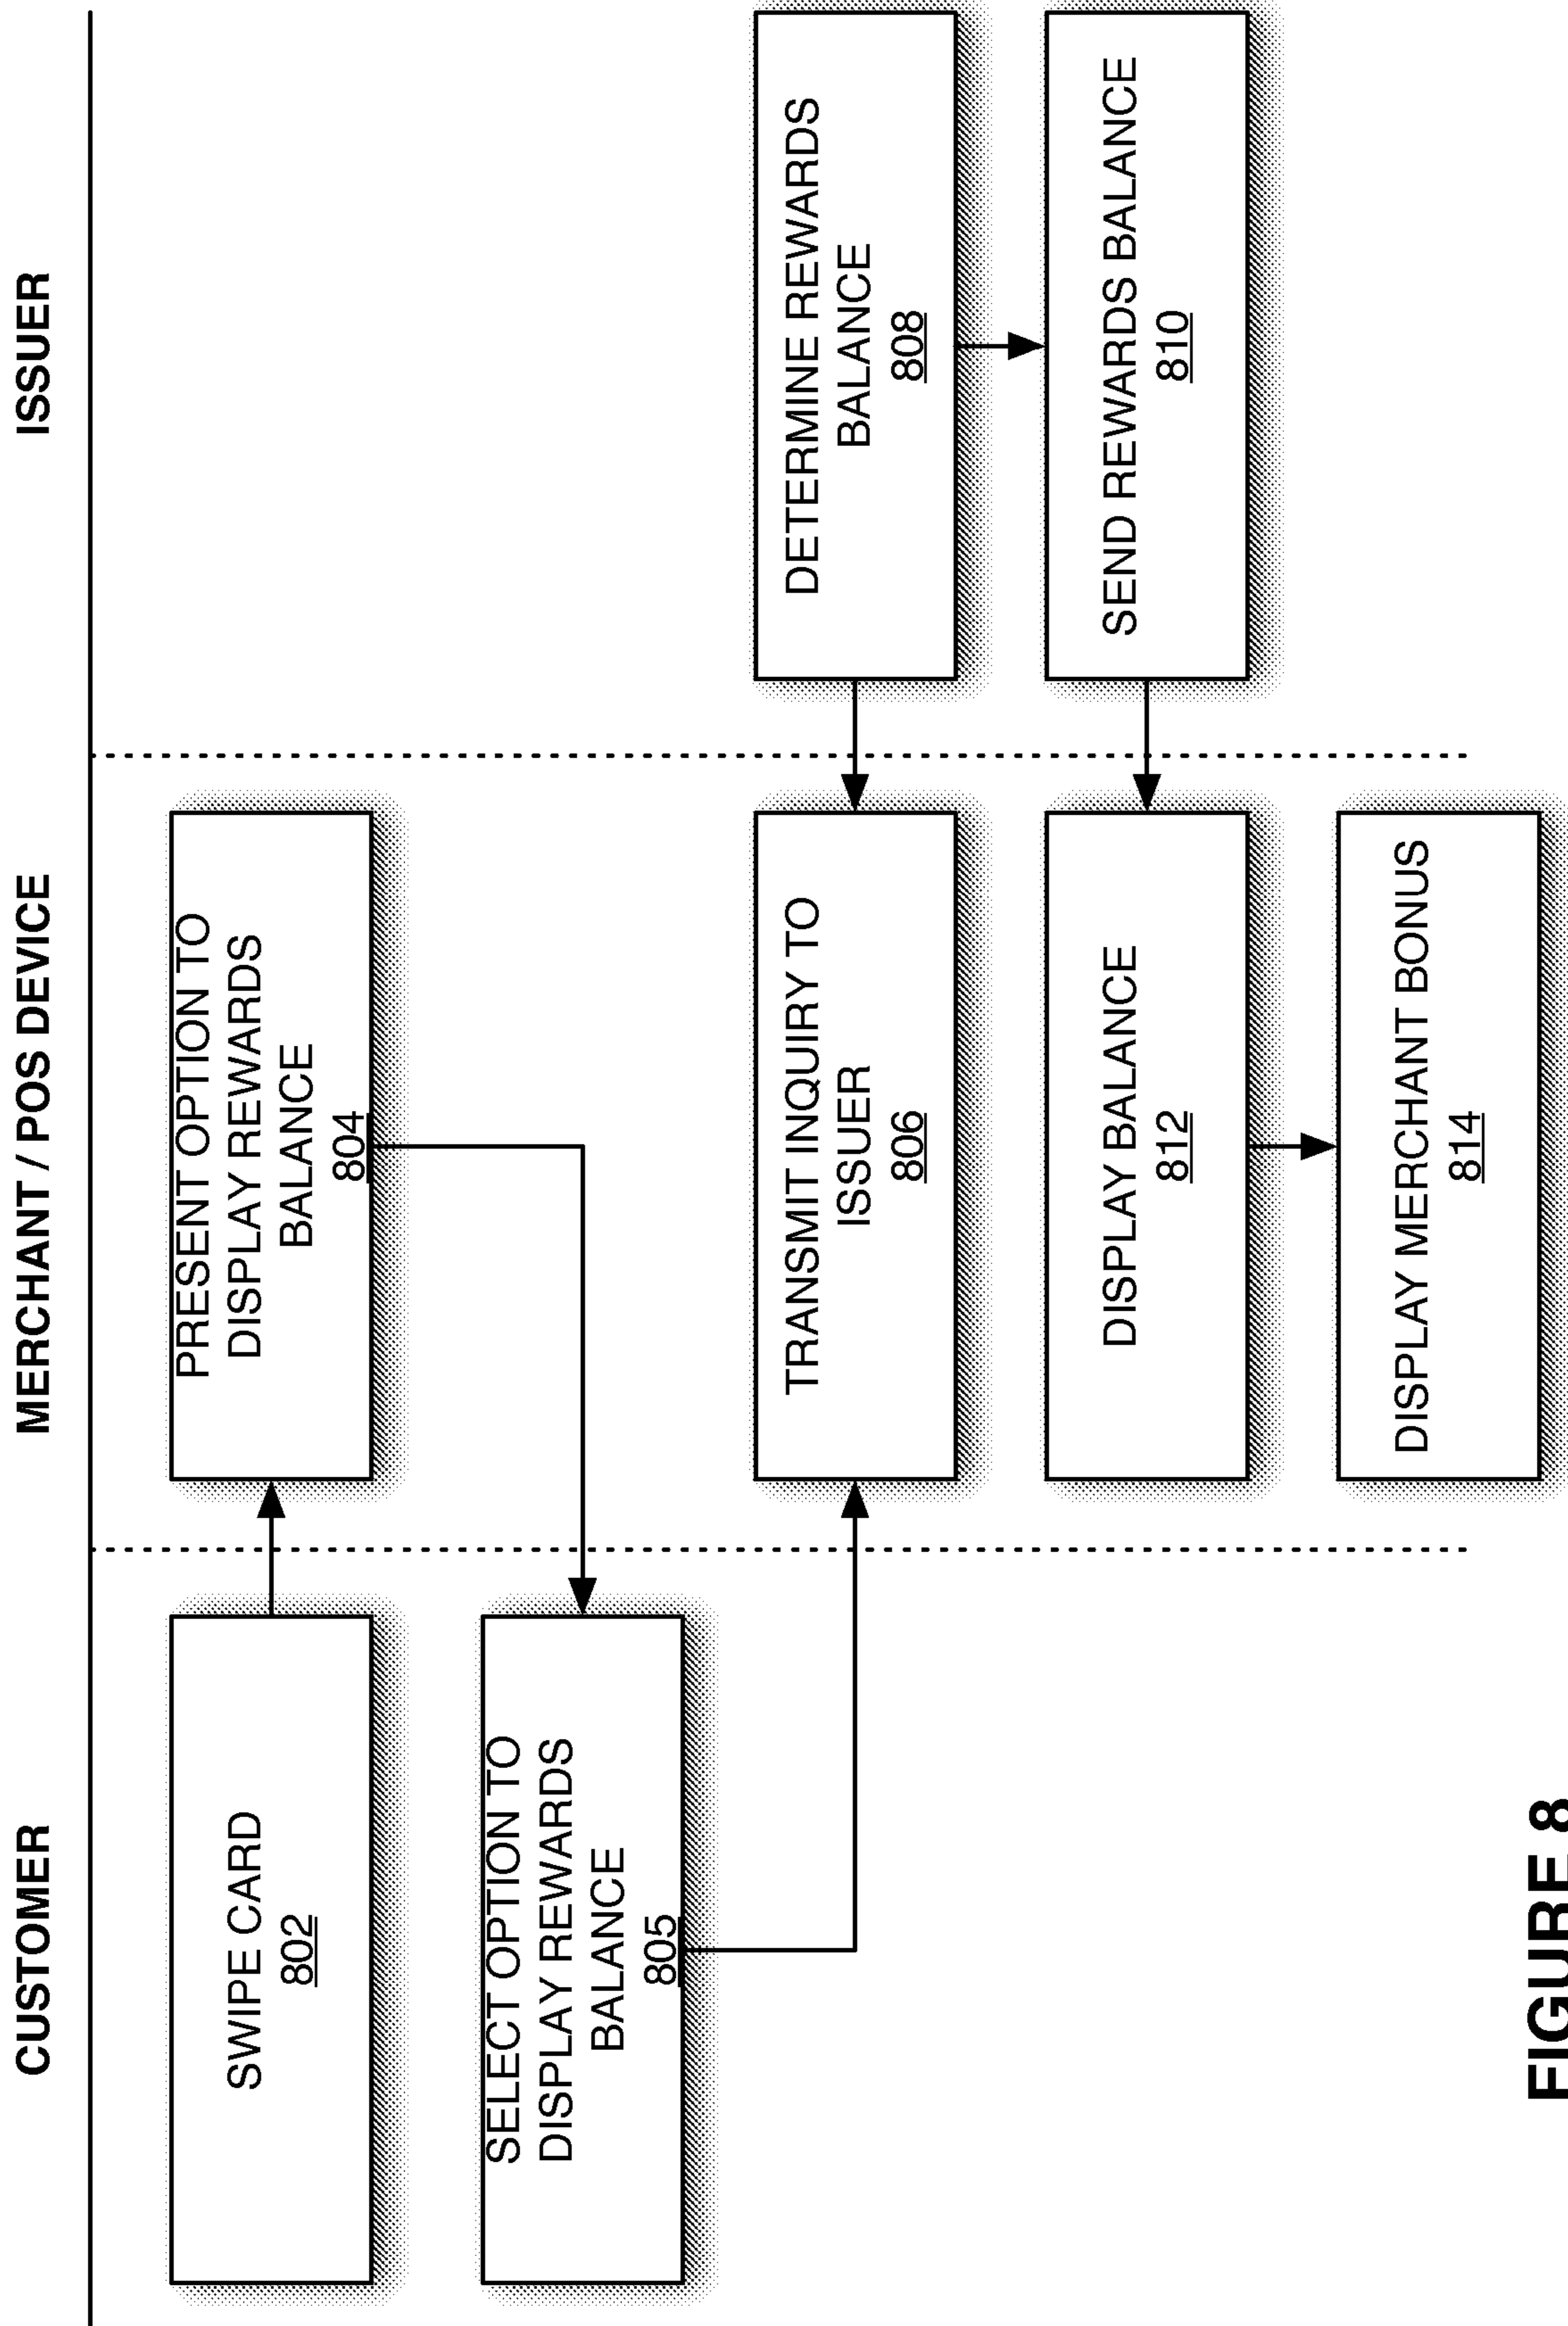 CUSTOMER
MERCHANT / POS DEVICE
ISSUER
SWIPE CARD
802
PRESENT OPTION TO
DISPLAY REWARDS
BALANCE
804
SELECT OPTION TO
DISPLAY REWARDS
BALANCE
805
TRANSMIT INQUIRY TO
ISSUER
806
DETERMINE REWARDS
BALANCE
808
DISPLAY BALANCE
812
SEND REWARDS BALANCE
810
DISPLAY MERCHANT BONUS
814
FIGURE 8